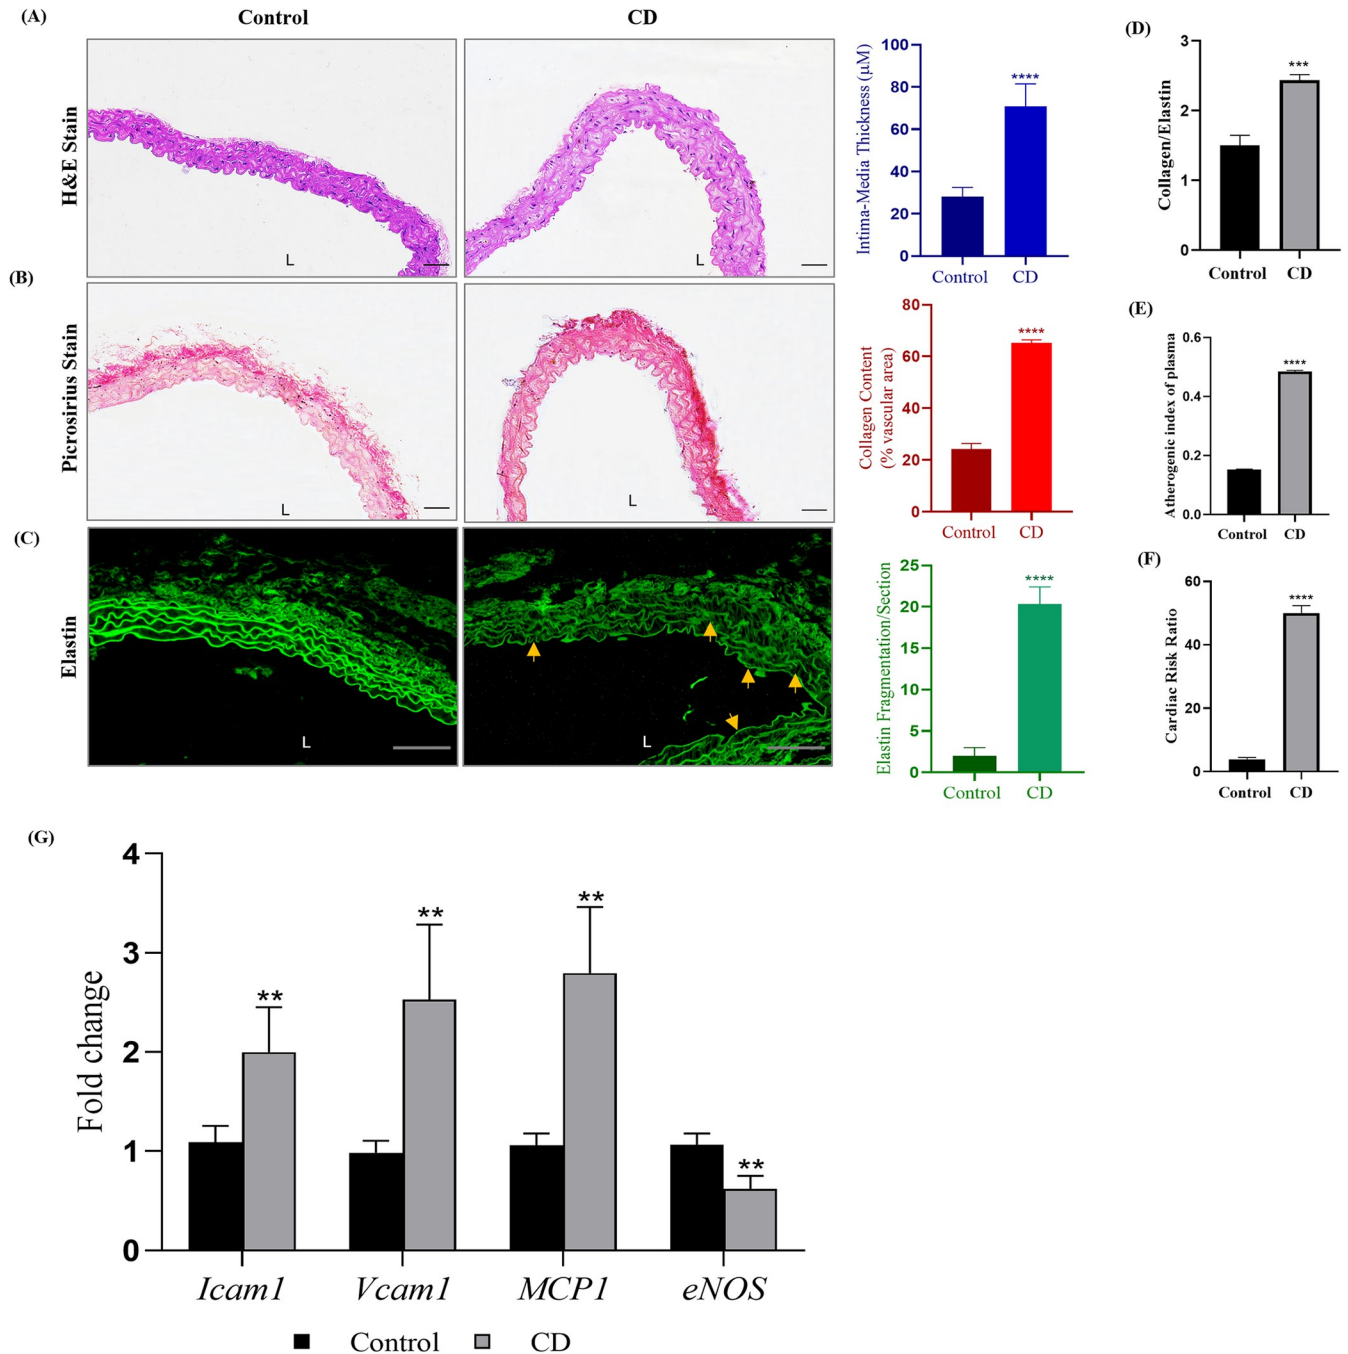 (A)
Control
CD
H&E Stain
L
L
100
80
60
40
20
0
Intima-Media Thickness (µM)
****
Control
CD
(D)
3
2
1
0
Collagen/Elastin
***
Control
CD
(B)
Picrosirius Stain
L
L
80
60
40
20
0
Collagen Content
(% vascular area)
****
Control
CD
(E)
0.6
0.4
0.2
0.0
Atherogenic index of plasma
****
Control
CD
(C)
Elastin
L
L
25
20
15
10
5
0
Elastin Fragmentation/Section
****
Control
CD
(F)
60
40
20
0
Cardiac Risk Ratio
****
Control
CD
(G)
4
3
2
1
0
Fold change
**
**
**
**
Icam1
Vcam1
MCP1
eNOS
Control
CD